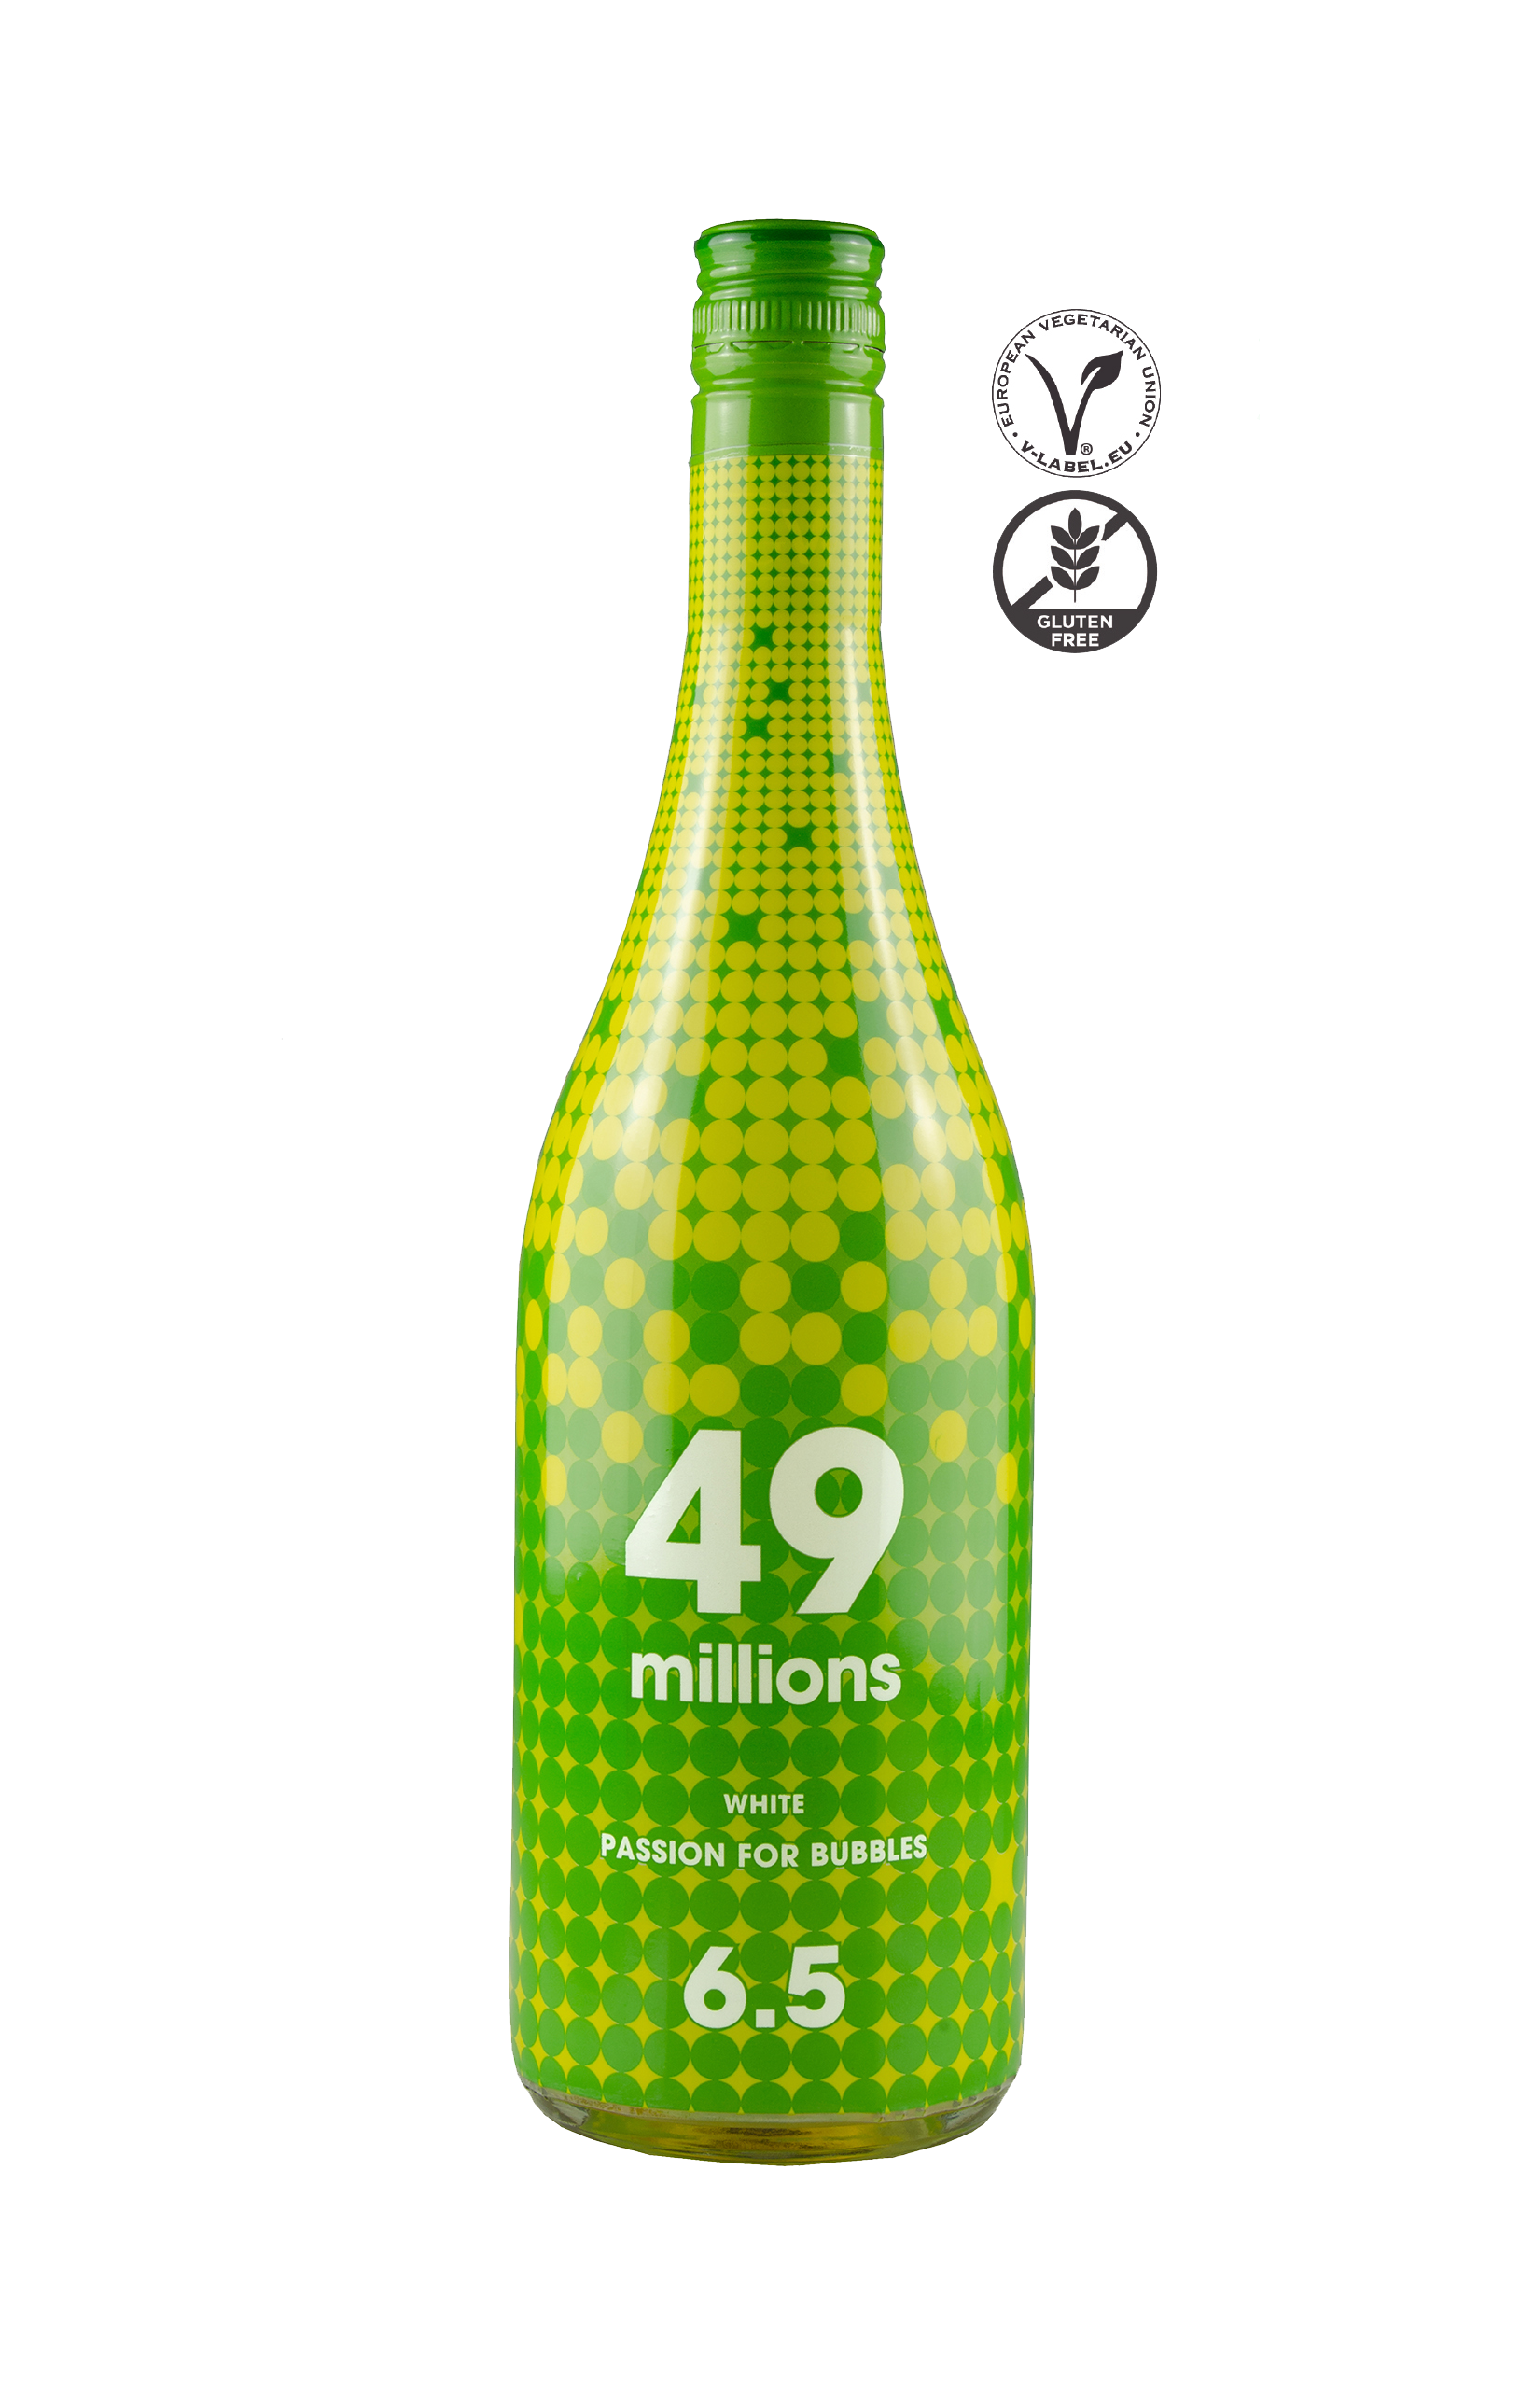 EUROPEAN VEGETARIAN UNION
V-LABEL.EU
®
GLUTEN
FREE
49
millions
WHITE
PASSION FOR BUBBLES
6.5